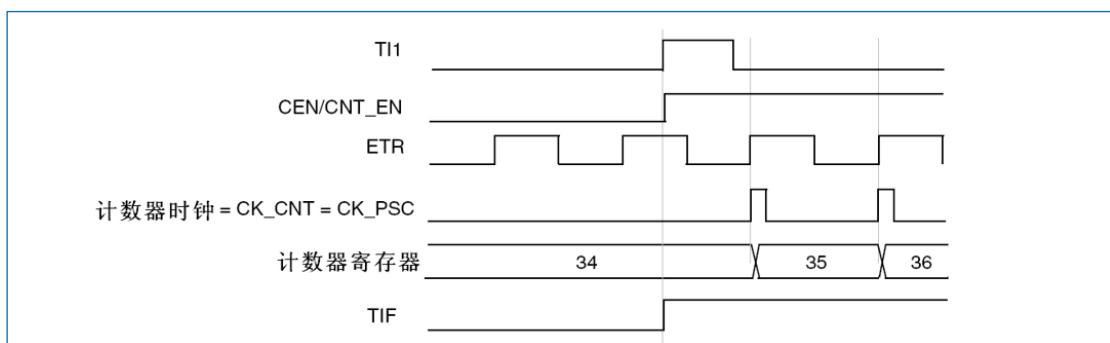 TI1
CEN/CNT_EN
ETR
计数器时钟 = CK_CNT = CK_PSC
计数器寄存器 34 35 36
TIF